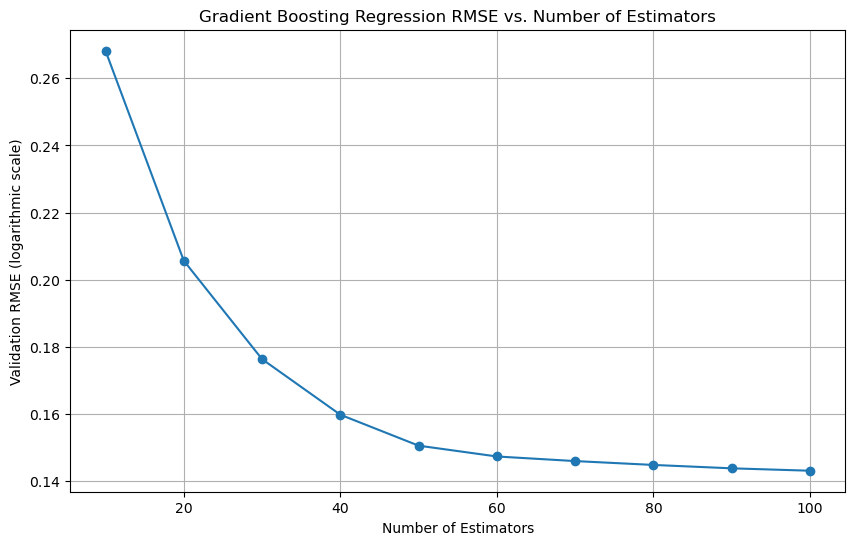 Gradient Boosting Regression RMSE vs. Number of Estimators
Validation RMSE (logarithmic scale)
0.26
0.24
0.22
0.20
0.18
0.16
0.14
20 40 60 80 100
Number of Estimators